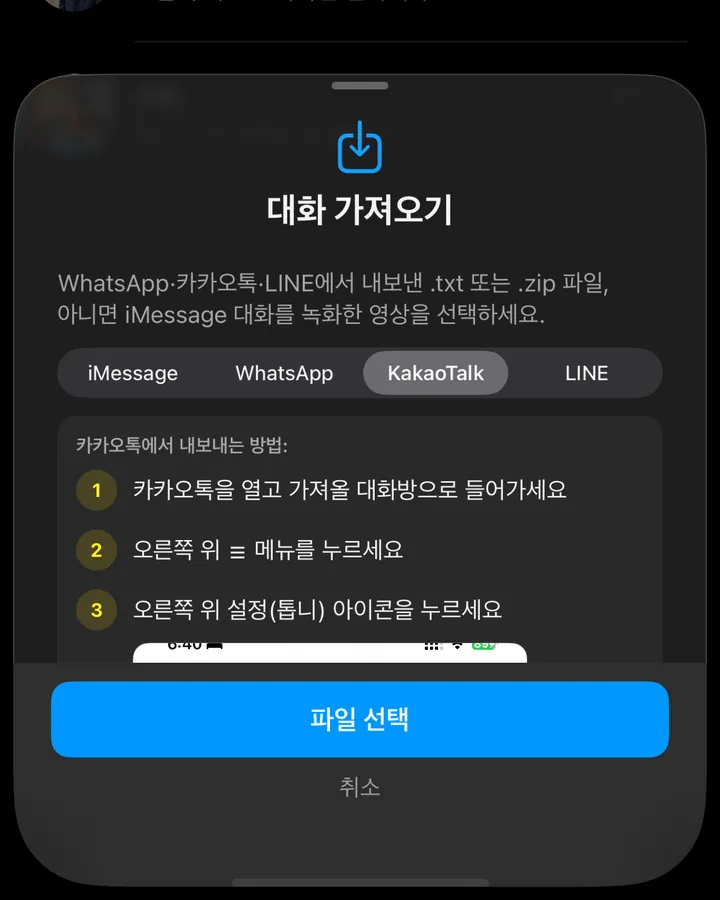 대화 가져오기
WhatsApp·카카오톡·LINE에서 내보낸 .txt 또는 .zip 파일,
아니면 iMessage 대화를 녹화한 영상을 선택하세요.
iMessage WhatsApp KakaoTalk LINE
카카오톡에서 내보내는 방법:
1 카카오톡을 열고 가져올 대화방으로 들어가세요
2 오른쪽 위 ≡ 메뉴를 누르세요
3 오른쪽 위 설정(톱니) 아이콘을 누르세요
6:40 89
파일 선택
취소